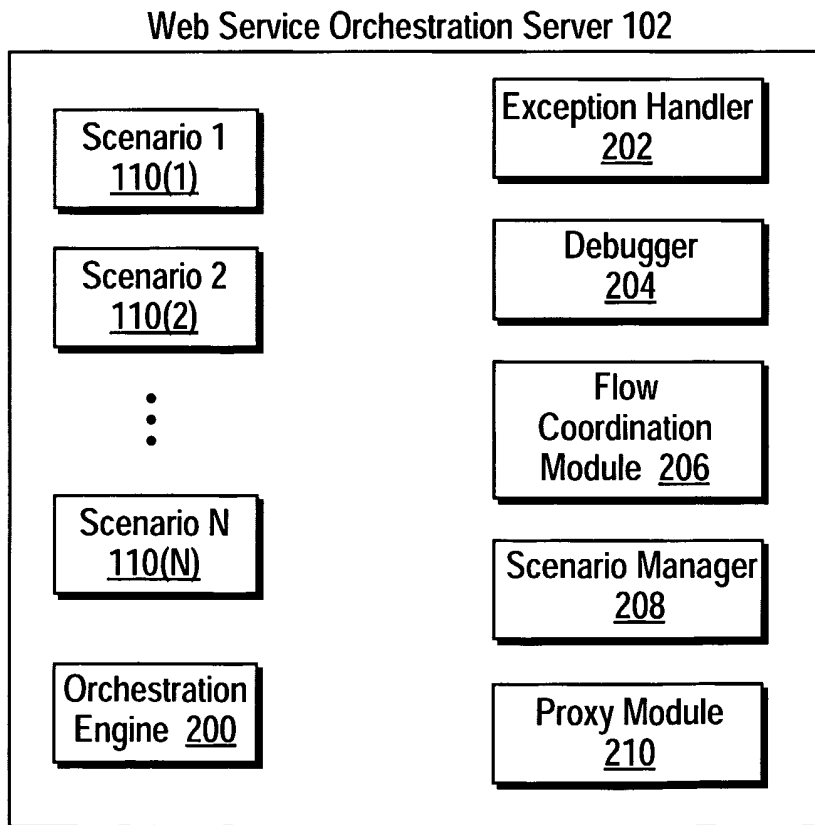 Web Service Orchestration Server 102
Scenario 1
110(1)
Scenario 2
110(2)
Scenario N
110(N)
Orchestration
Engine 200
Exception Handler
202
Debugger
204
Flow
Coordination
Module 206
Scenario Manager
208
Proxy Module
210